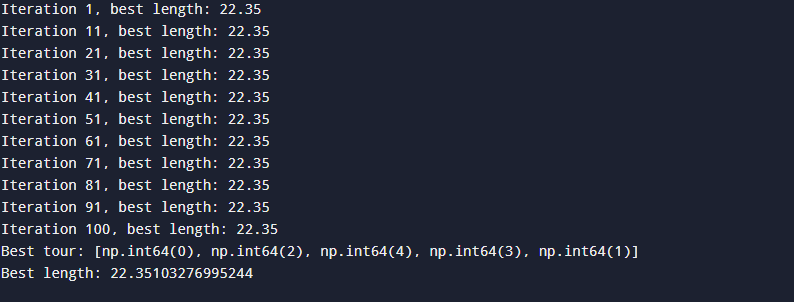 Iteration 1, best length: 22.35
Iteration 11, best length: 22.35
Iteration 21, best length: 22.35
Iteration 31, best length: 22.35
Iteration 41, best length: 22.35
Iteration 51, best length: 22.35
Iteration 61, best length: 22.35
Iteration 71, best length: 22.35
Iteration 81, best length: 22.35
Iteration 91, best length: 22.35
Iteration 100, best length: 22.35
Best tour: [np.int64(0), np.int64(2), np.int64(4), np.int64(3), np.int64(1)]
Best length: 22.35103276995244